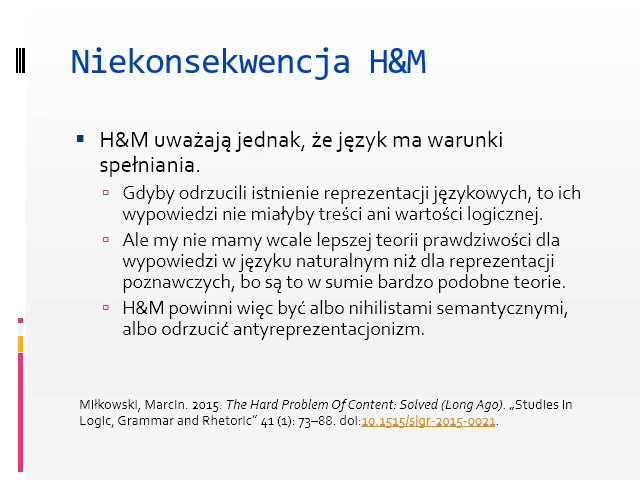 Niekonsekwencja H&M
H&M uważają jednak, że język ma warunki
spełniania.
Gdyby odrzucili istnienie reprezentacji językowych, to ich
wypowiedzi nie miałyby treści ani wartości logicznej.
Ale my nie mamy wcale lepszej teorii prawdziwości dla
wypowiedzi w języku naturalnym niż dla reprezentacji
poznawczych, bo są to w sumie bardzo podobne teorie.
H&M powinni więc być albo nihilistami semantycznymi,
albo odrzucić antyreprezentacjonizm.
Miłkowski, Marcin. 2015. The Hard Problem Of Content: Solved (Long Ago). „Studies in
Logic, Grammar and Rhetoric” 41 (1): 73–88. doi:10.1515/slgr-2015-0021.